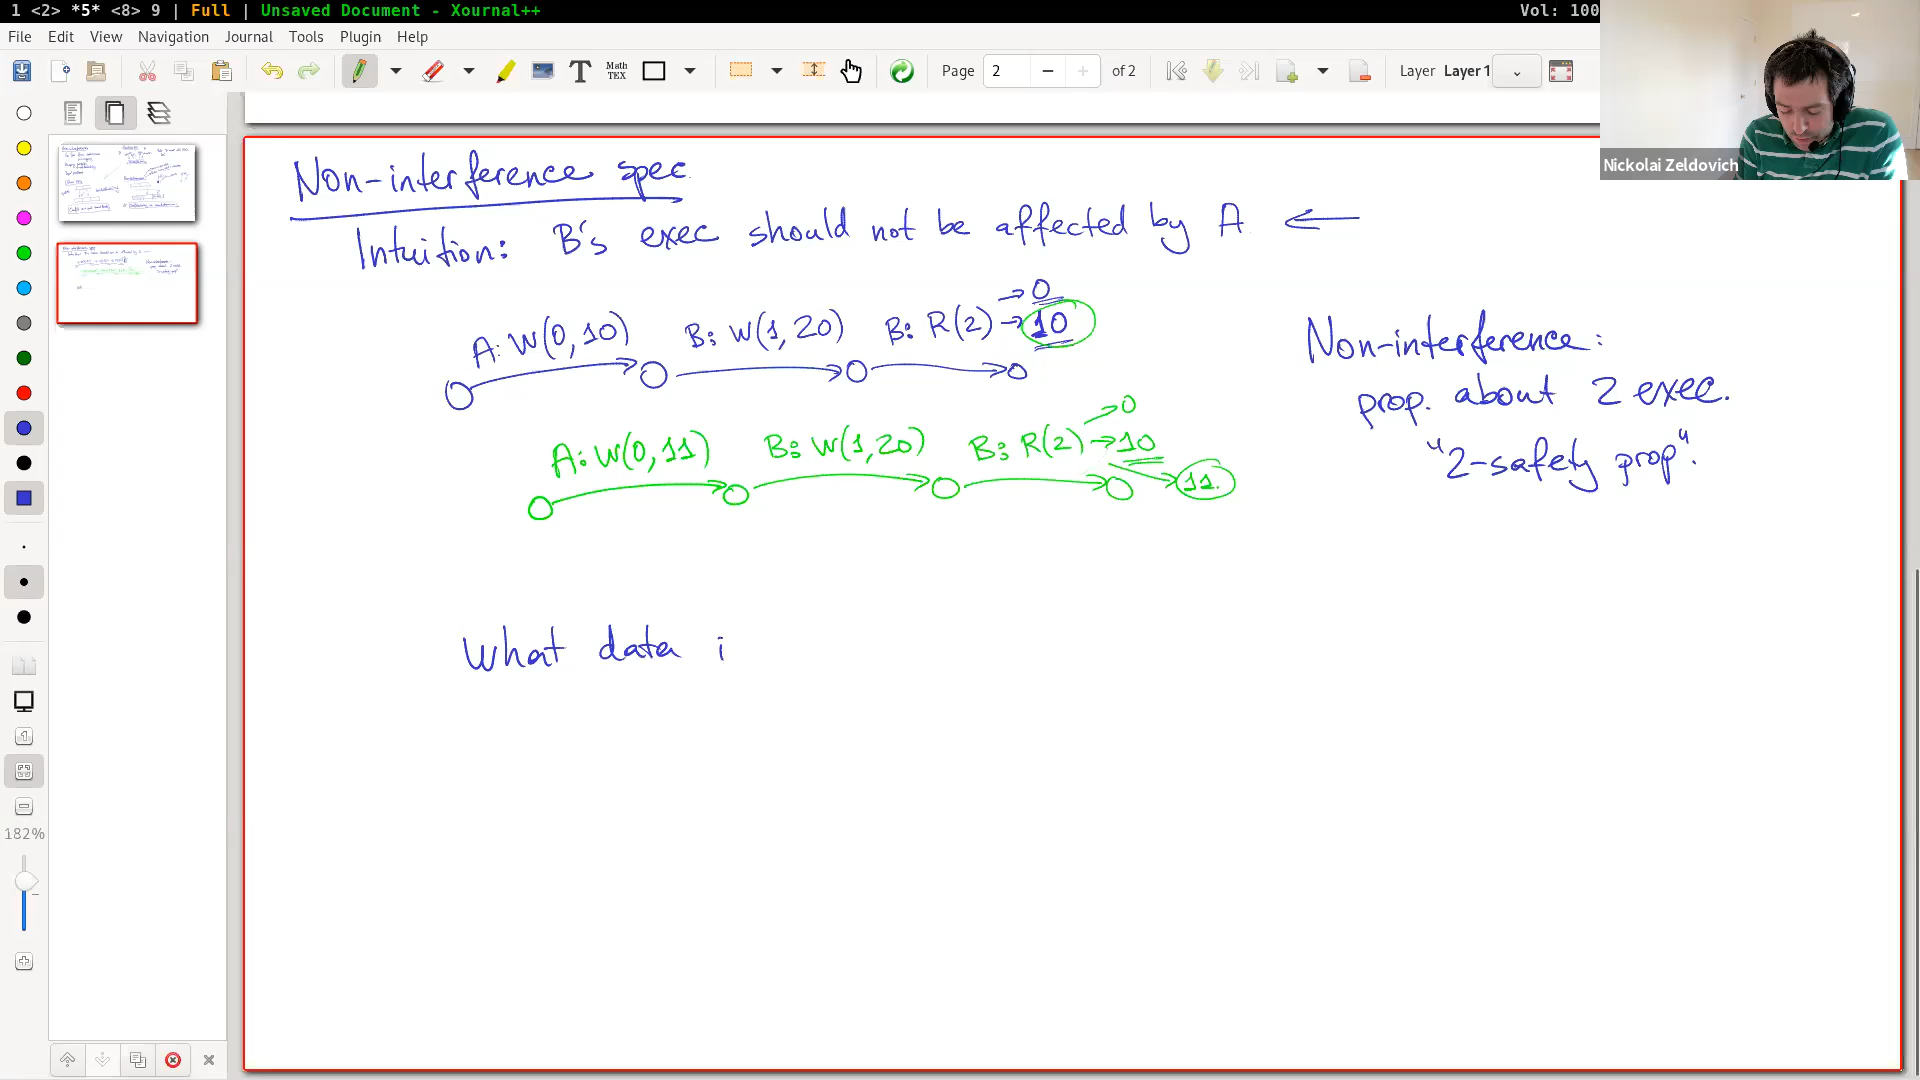 1 <2> *5* <8> 9 | Full | Unsaved Document - Xournal++
Vol: 100
File Edit View Navigation Journal Tools Plugin Help
Math
TEX
Page 2 of 2
Layer Layer 1
Nickolai Zeldovich
Non-interference spec.
Intuition: B's exec should not be affected by A ←
A: W(0, 10) B: W(1, 20) B: R(2) → 0
→ 10
A: W(0, 11) B: W(1, 20) B: R(2) → 0
→ 10
11.
Non-interference:
prop. about 2 exec.
"2-safety prop".
What data i
182%